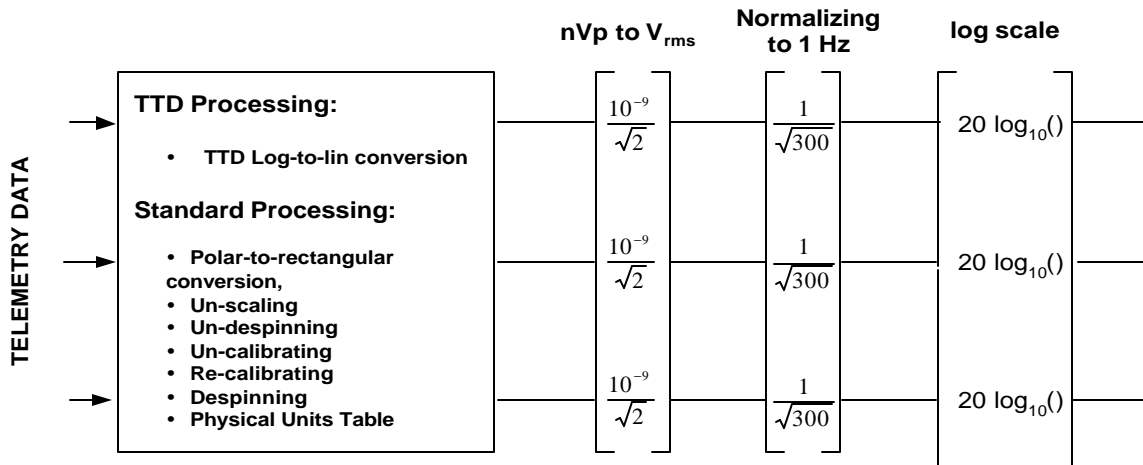 nVp to Vrms
Normalizing
to 1 Hz
log scale
TELEMETRY DATA
TTD Processing:
• TTD Log-to-lin conversion
Standard Processing:
• Polar-to-rectangular
conversion,
• Un-scaling
• Un-despinning
• Un-calibrating
• Re-calibrating
• Despinning
• Physical Units Table
10⁻⁹
√2
1
√300
20 log₁₀()
10⁻⁹
√2
1
√300
20 log₁₀()
10⁻⁹
√2
1
√300
20 log₁₀()